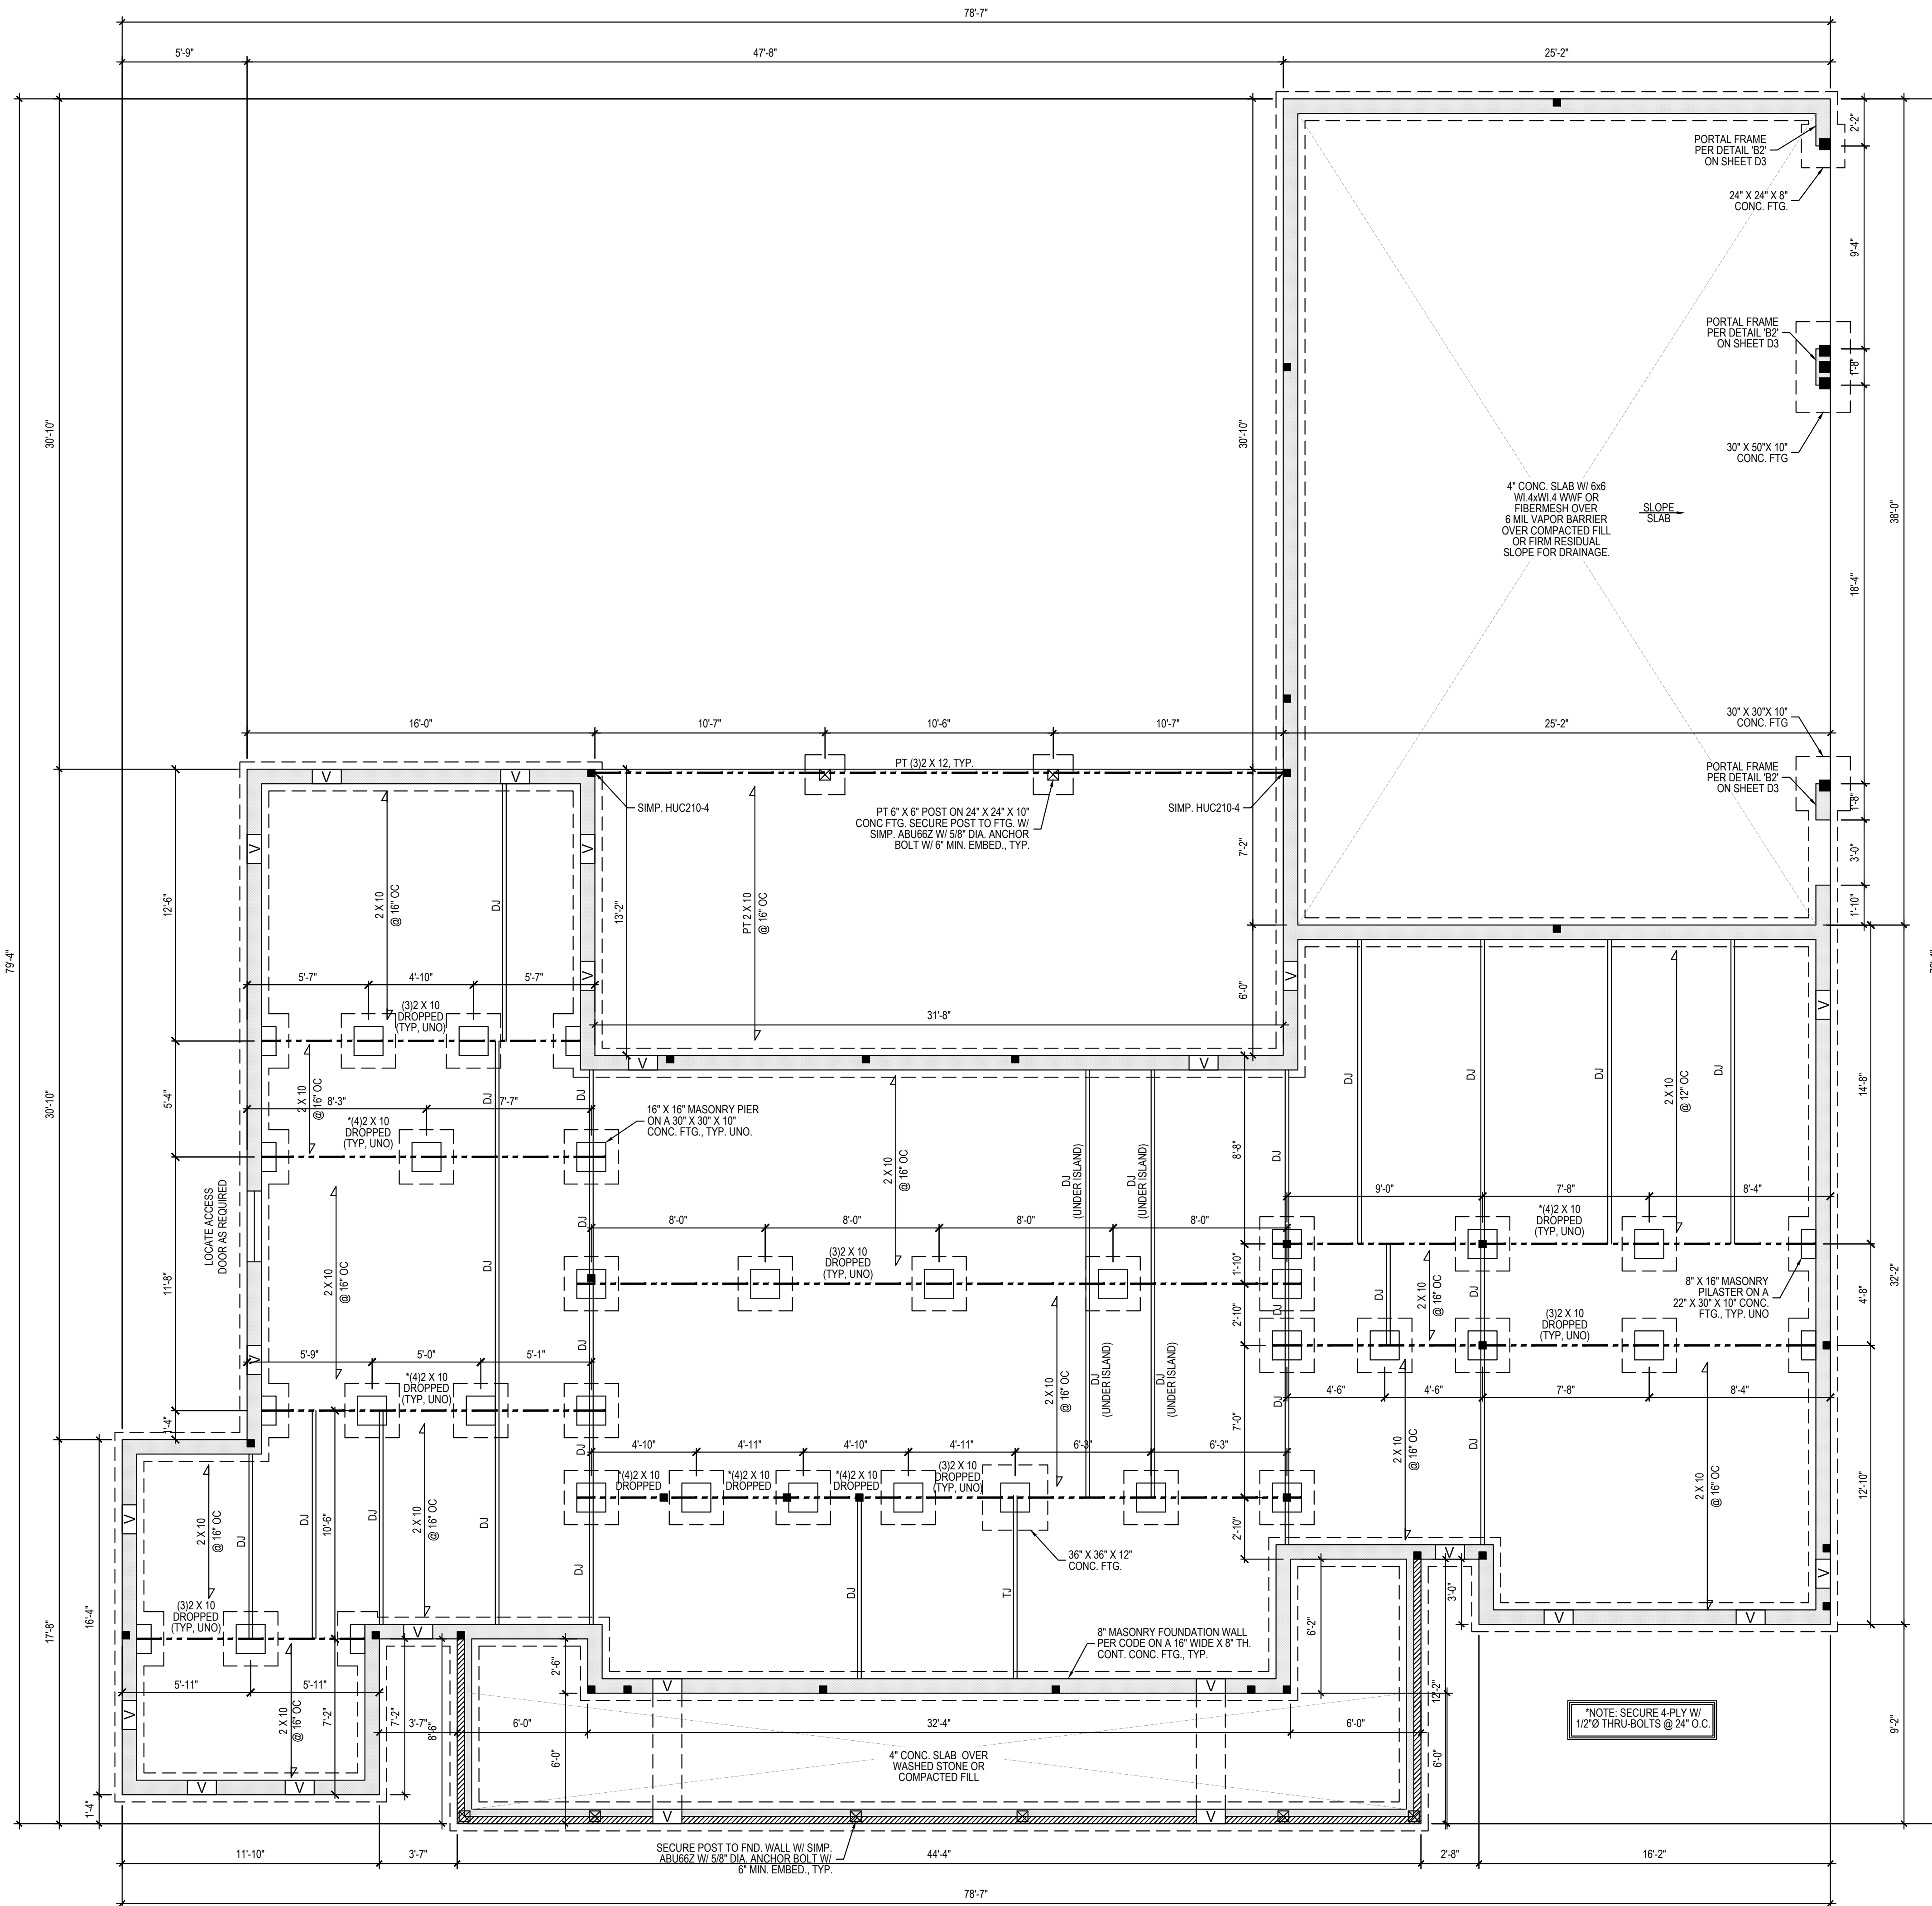 78'-7"
5'-9"
47'-8"
25'-2"
PORTAL FRAME
PER DETAIL 'B2'
ON SHEET D3
2'-2"
24" X 24" X 8"
CONC. FTG.
9'-4"
PORTAL FRAME
PER DETAIL 'B2'
ON SHEET D3
1'-8"
30'-10"
30'-10"
30" X 50"X 10"
CONC. FTG
4" CONC. SLAB W/ 6x6
WI.4xWI.4 WWF OR
FIBERMESH OVER
6 MIL VAPOR BARRIER
OVER COMPACTED FILL
OR FIRM RESIDUAL
SLOPE FOR DRAINAGE.
SLOPE
SLAB
38'-0"
18'-4"
16'-0"
10'-7"
10'-6"
10'-7"
25'-2"
30" X 30"X 10"
CONC. FTG
PT (3)2 X 12, TYP.
PORTAL FRAME
PER DETAIL 'B2'
ON SHEET D3
1'-8"
V
V
SIMP. HUC210-4
SIMP. HUC210-4
PT 6" X 6" POST ON 24" X 24" X 10"
CONC FTG. SECURE POST TO FTG. W/
SIMP. ABU66Z W/ 5/8" DIA. ANCHOR
BOLT W/ 6" MIN. EMBED., TYP.
V
V
7'-2"
3'-0"
1'-10"
12'-6"
2 X 10
@ 16" OC
DJ
13'-2"
PT 2 X 10
@ 16" OC
79'-4"
5'-7"
4'-10"
5'-7"
V
6'-0"
V
V
(3)2 X 10
DROPPED
(TYP, UNO)
31'-8"
V
V
30'-10"
5'-4"
2 X 10
@ 16" OC
8'-3"
DJ
7'-7"
DJ
16" X 16" MASONRY PIER
ON A 30" X 30" X 10"
CONC. FTG., TYP. UNO.
*(4)2 X 10
DROPPED
(TYP, UNO)
DJ
DJ
DJ
DJ
2 X 10
@ 12" OC
14'-8"
2 X 10
@ 16" OC
DJ
(UNDER ISLAND)
DJ
(UNDER ISLAND)
8'-8"
DJ
LOCATE ACCESS
DOOR AS REQUIRED
9'-0"
7'-8"
8'-4"
8'-0"
8'-0"
8'-0"
8'-0"
DJ
DJ
*(4)2 X 10
DROPPED
(TYP, UNO)
(3)2 X 10
DROPPED
(TYP, UNO)
1'-10"
11'-8"
2 X 10
@ 16" OC
DJ
2 X 10
@ 16" OC
DJ
8" X 16" MASONRY
PILASTER ON A
22" X 30" X 10" CONC.
FTG., TYP. UNO
4'-8"
32'-2"
2'-10"
DJ
(3)2 X 10
DROPPED
(TYP, UNO)
V
5'-9"
5'-0"
5'-1"
DJ
*(4)2 X 10
DROPPED
(TYP, UNO)
2 X 10
@ 16" OC
DJ
(UNDER ISLAND)
DJ
(UNDER ISLAND)
4'-6"
4'-6"
7'-8"
8'-4"
DJ
1'-4"
DJ
4'-10"
4'-11"
4'-10"
4'-11"
6'-3"
6'-3"
7'-0"
2 X 10
@ 16" OC
DJ
2 X 10
@ 16" OC
12'-10"
*(4)2 X 10
DROPPED
*(4)2 X 10
DROPPED
*(4)2 X 10
DROPPED
(3)2 X 10
DROPPED
(TYP, UNO)
V
2 X 10
@ 16" OC
DJ
DJ
10'-6"
DJ
2 X 10
@ 16" OC
DJ
DJ
2'-10"
36" X 36" X 12"
CONC. FTG.
V
V
17'-8"
16'-4"
(3)2 X 10
DROPPED
(TYP, UNO)
V
DJ
TJ
3'-0"
V
V
8" MASONRY FOUNDATION WALL
PER CODE ON A 16" WIDE X 8" TH.
CONT. CONC. FTG., TYP.
6'-2"
2'-6"
5'-11"
5'-11"
V
V
V
12'-2"
2 X 10
@ 16" OC
7'-2"
7'-2"
3'-7"
8'-6"
6'-0"
32'-4"
6'-0"
*NOTE: SECURE 4-PLY W/
1/2"Ø THRU-BOLTS @ 24" O.C.
9'-2"
6'-0"
4" CONC. SLAB OVER
WASHED STONE OR
COMPACTED FILL
6'-0"
V
V
1'-4"
V
V
SECURE POST TO FND. WALL W/ SIMP.
ABU66Z W/ 5/8" DIA. ANCHOR BOLT W/
6" MIN. EMBED., TYP.
11'-10"
3'-7"
44'-4"
2'-8"
16'-2"
78'-7"